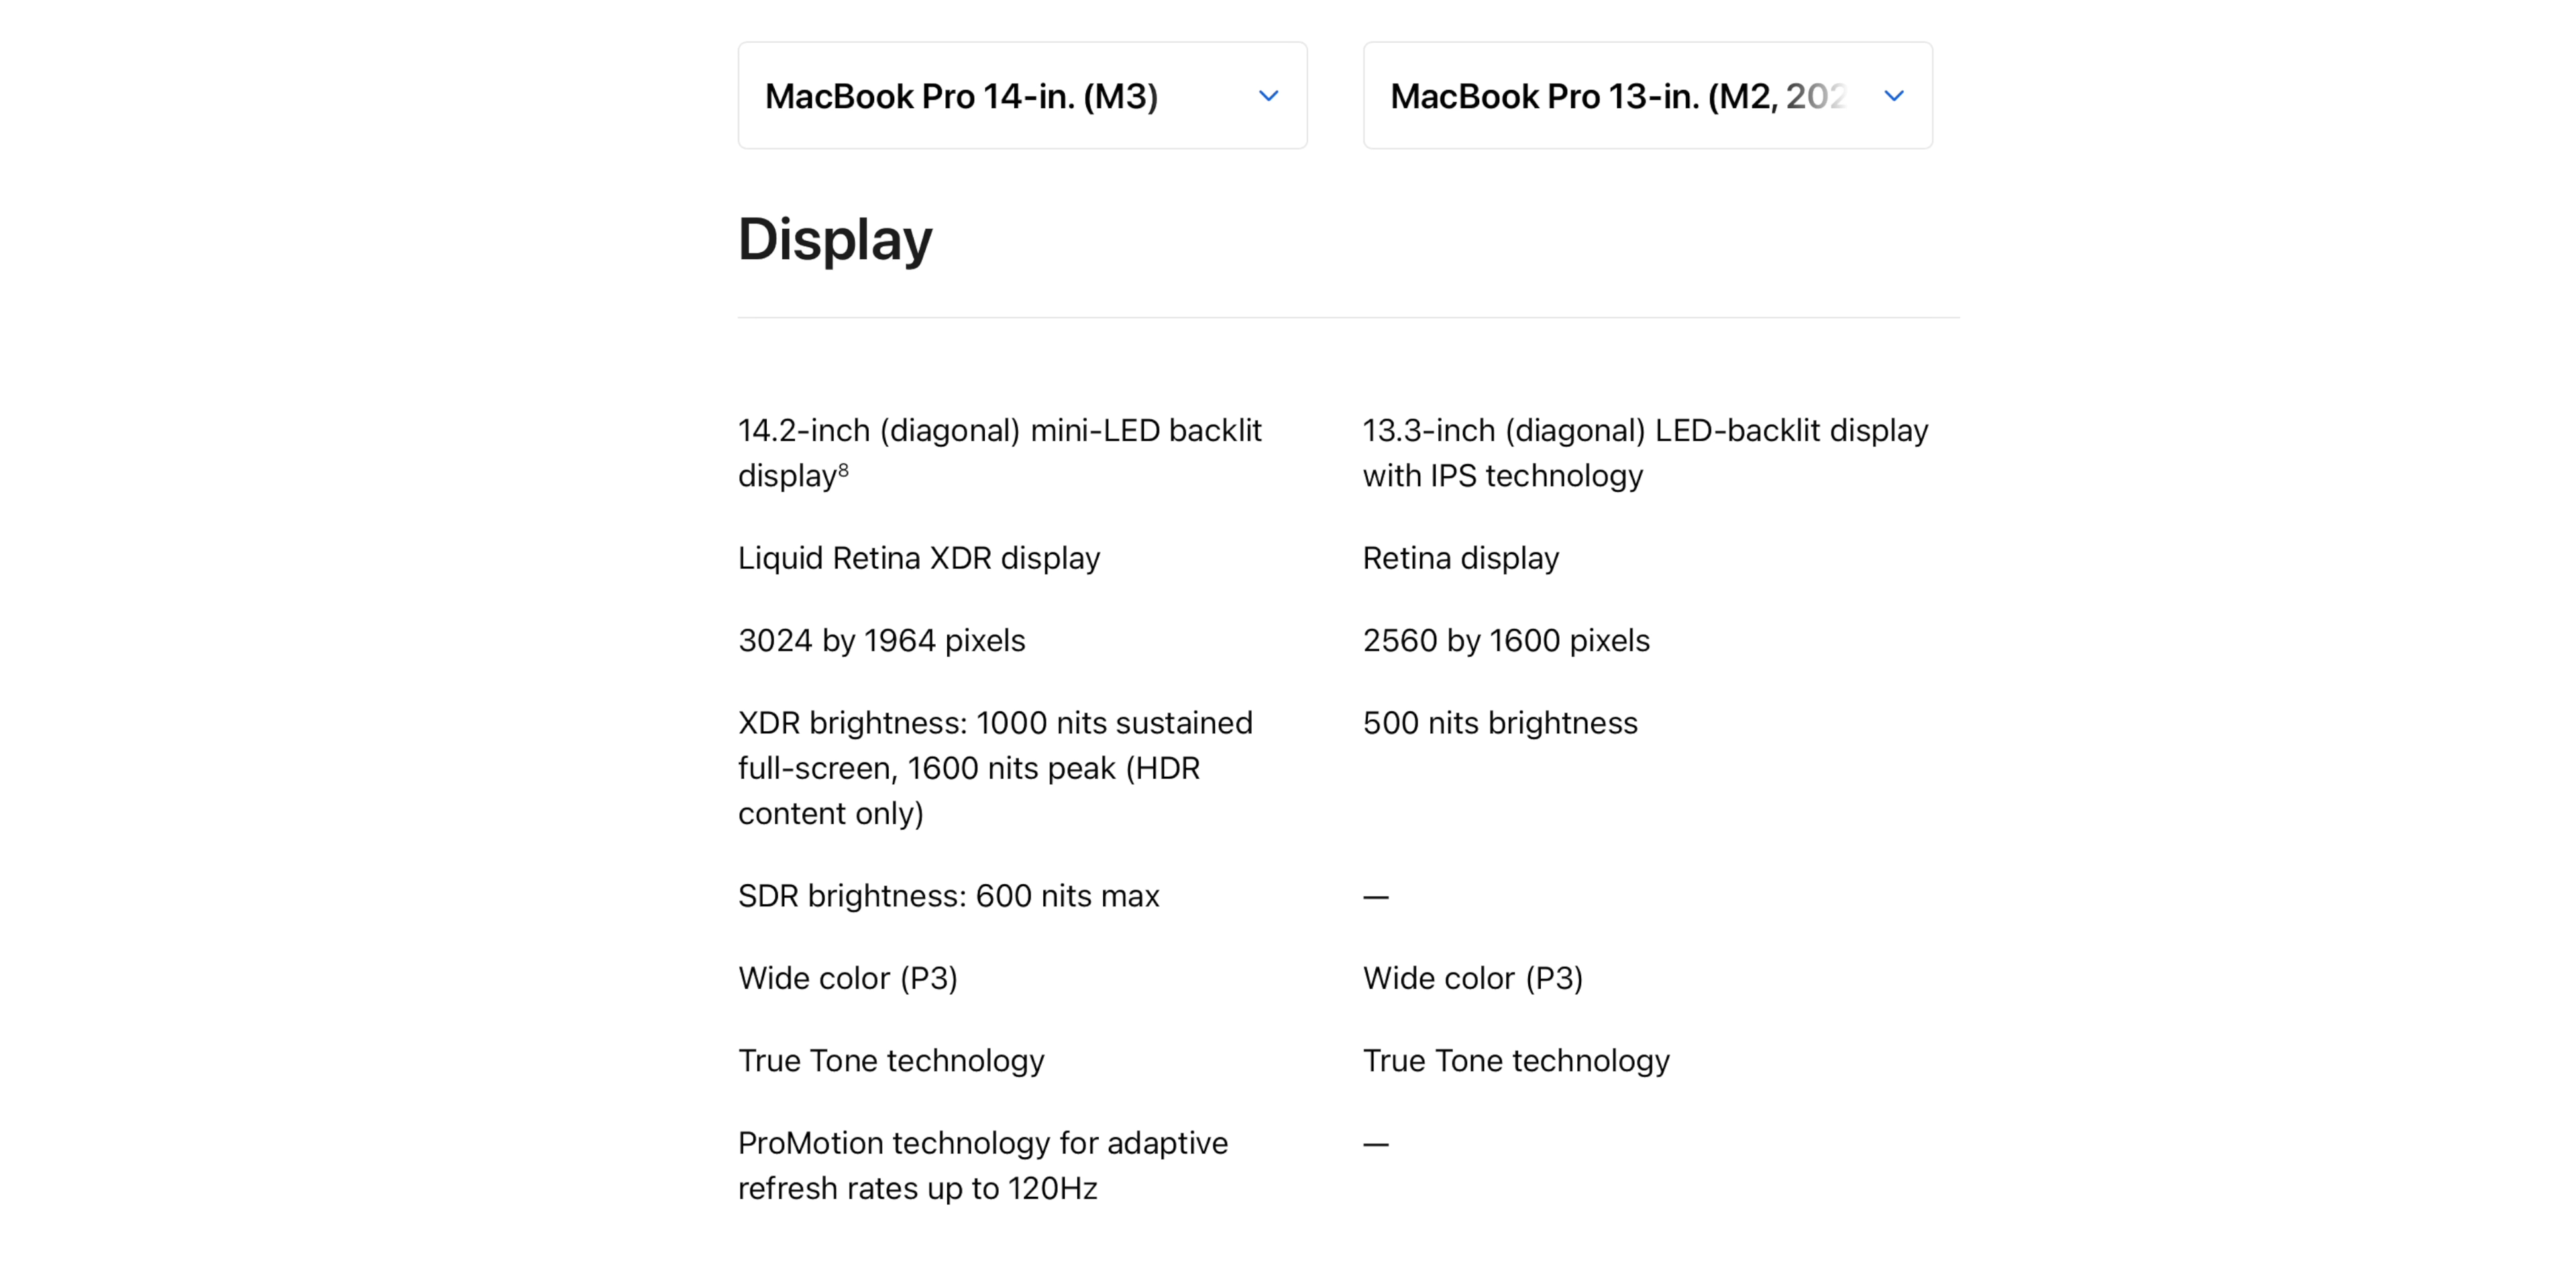 MacBook Pro 14-in. (M3)
MacBook Pro 13-in. (M2, 202
Display
14.2-inch (diagonal) mini-LED backlit
display⁸
13.3-inch (diagonal) LED-backlit display
with IPS technology
Liquid Retina XDR display
Retina display
3024 by 1964 pixels
2560 by 1600 pixels
XDR brightness: 1000 nits sustained
full-screen, 1600 nits peak (HDR
content only)
500 nits brightness
SDR brightness: 600 nits max
—
Wide color (P3)
Wide color (P3)
True Tone technology
True Tone technology
ProMotion technology for adaptive
refresh rates up to 120Hz
—